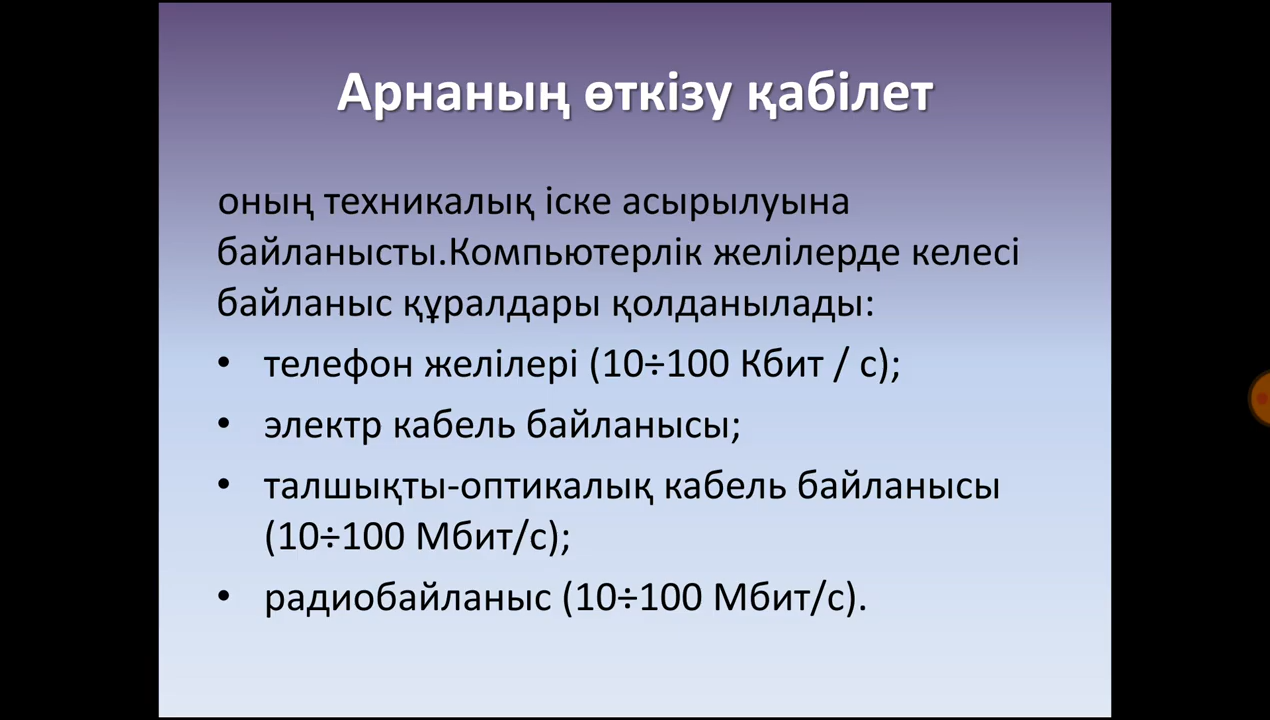 Арнаның өткізу қабілет
оның техникалық іске асырылуына
байланысты.Компьютерлік желілерде келесі
байланыс құралдары қолданылады:
• телефон желілері (10÷100 Кбит / с);
• электр кабель байланысы;
• талшықты-оптикалық кабель байланысы
(10÷100 Мбит/с);
• радиобайланыс (10÷100 Мбит/с).